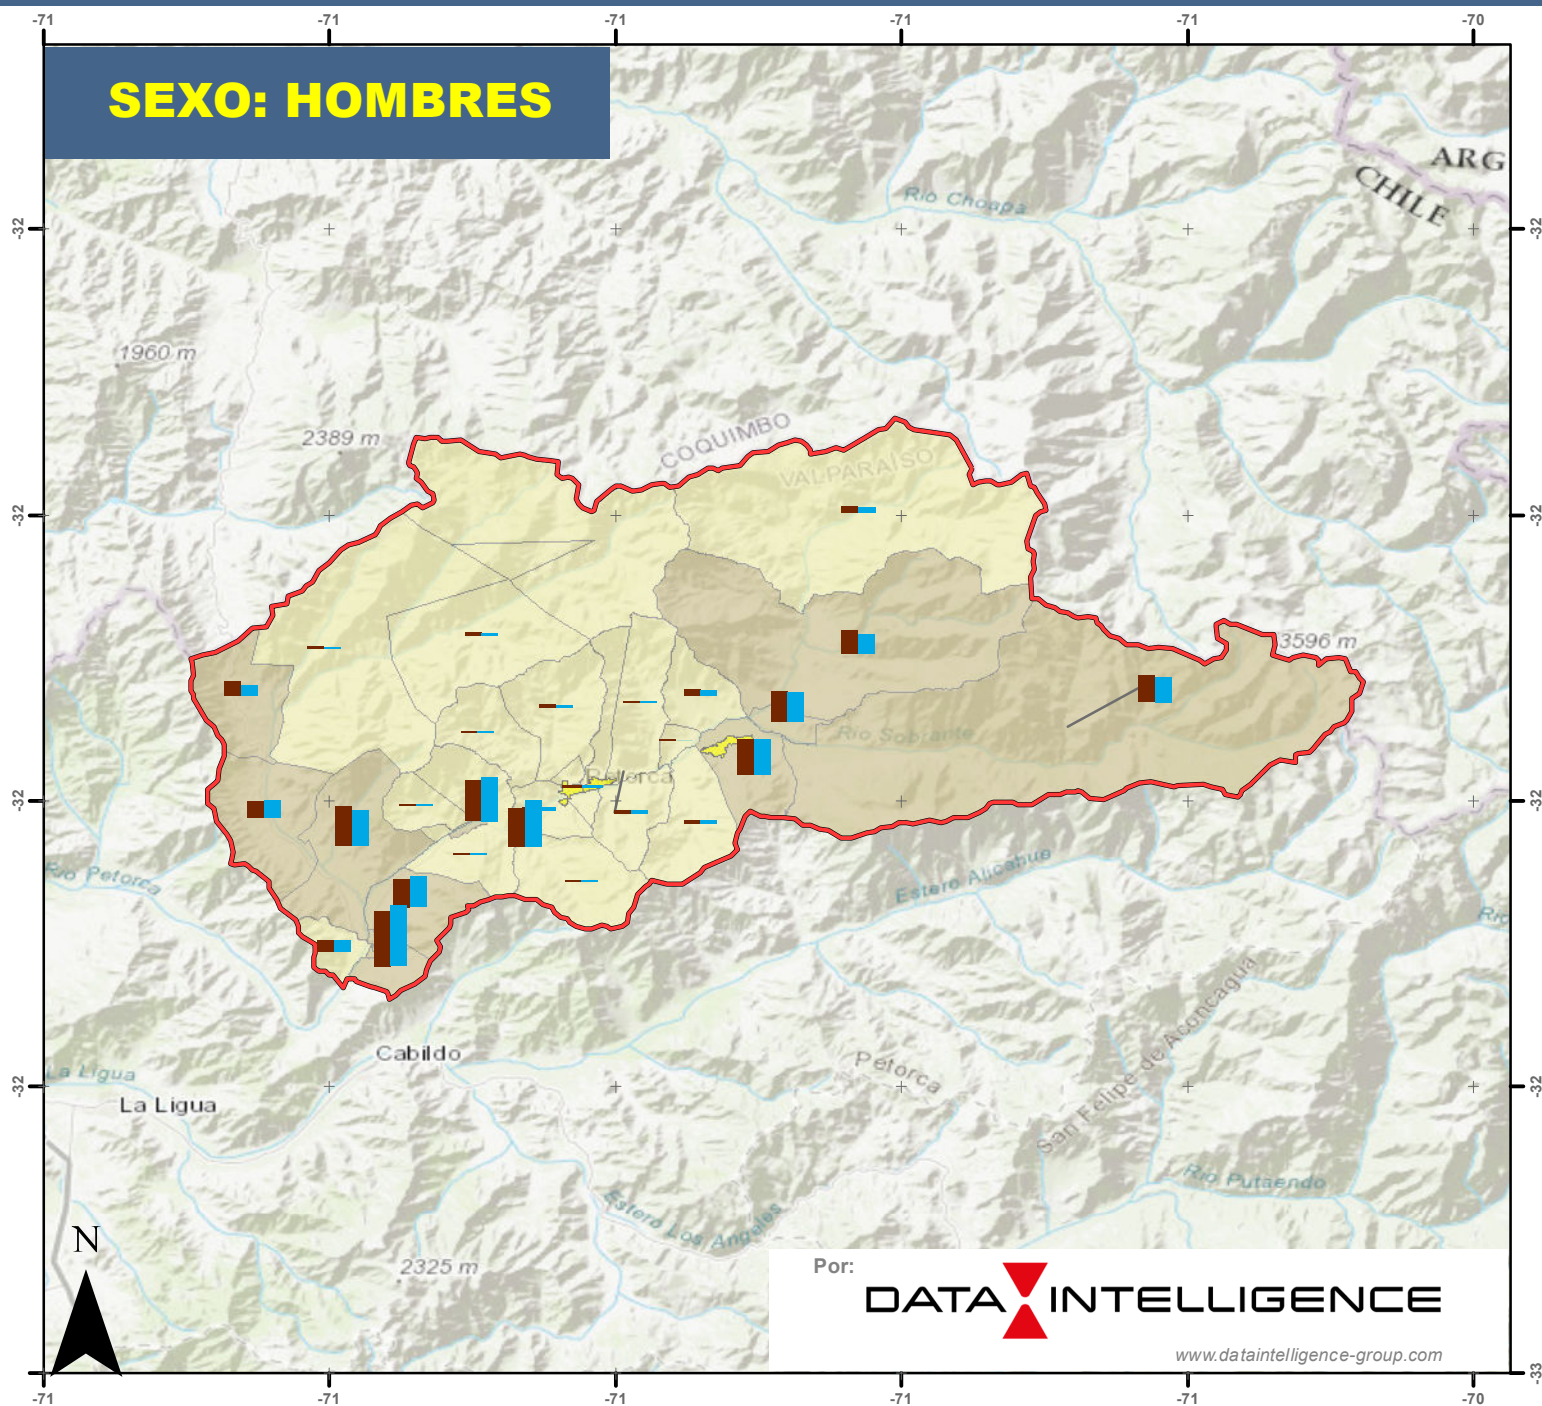 -71 -71 -71 -71 -71 -70
SEXO: HOMBRES
ARG
CHILE
Rio Choapa
-32 -32
1960 m
2389 m
COQUIMBO
VALPARAISO
-32 -32
3596 m
Rio Sobrante
Petorca
-32 -32
Rio Petorca
Estero Alicahue
Rio
San Felipe de Aconcagua
Cabildo
Petorca
La Ligua
-32 -32
La Ligua
Rio Putaendo
Estero Los Angeles
N
2325 m
Por:
DATA INTELLIGENCE
www.dataintelligence-group.com
-33
-71 -71 -71 -71 -71 -70